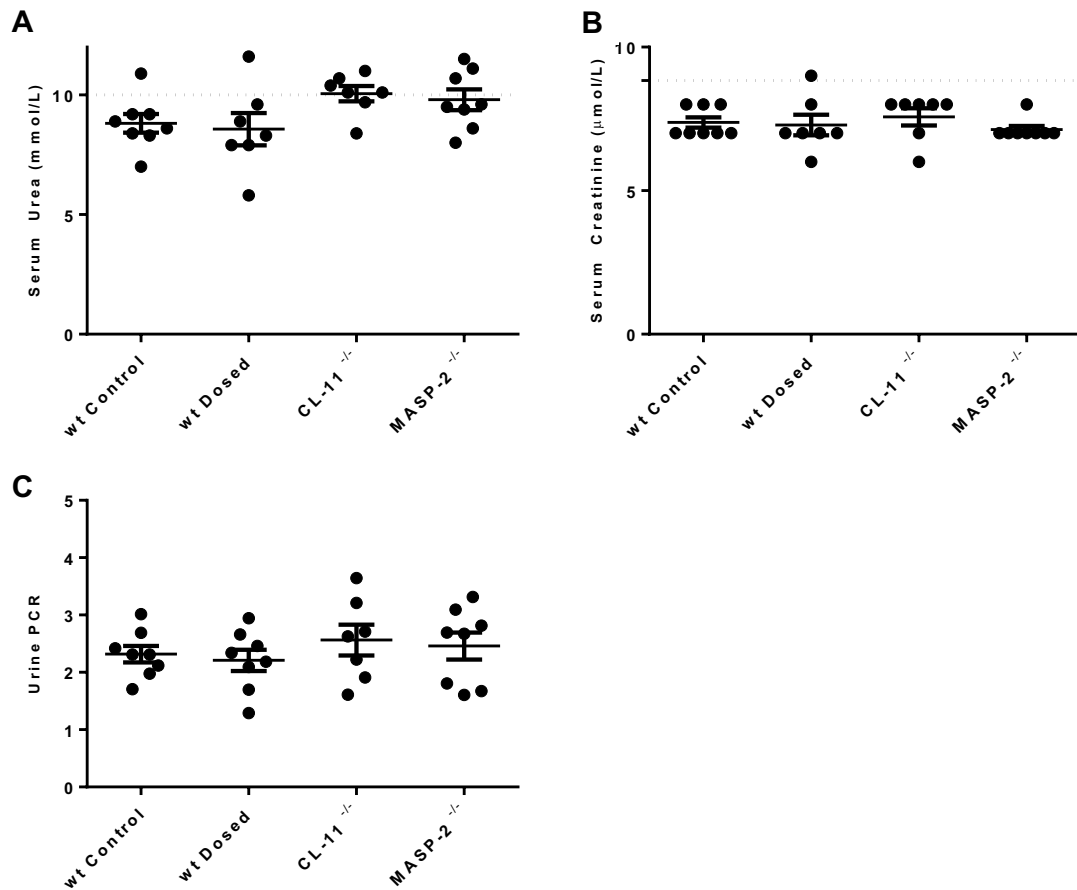 A
Serum Urea (mmol/L)
10
5
0
wt Control
wt Dosed
CL-11-/-
MASP-2-/-
B
Serum Creatinine (μmol/L)
10
5
0
wt Control
wt Dosed
CL-11-/-
MASP-2-/-
C
Urine PCR
5
4
3
2
1
0
wt Control
wt Dosed
CL-11-/-
MASP-2-/-